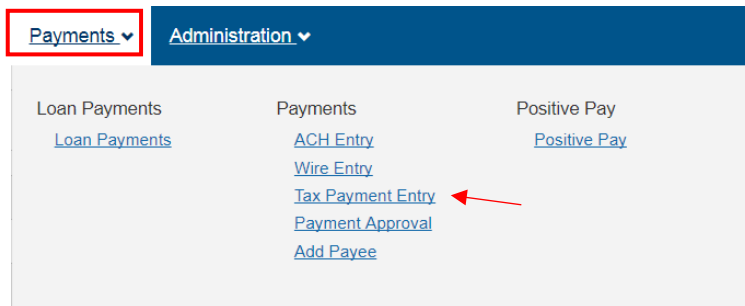 Payments Administration
Loan Payments Payments Positive Pay
Loan Payments ACH Entry Positive Pay
Wire Entry
Tax Payment Entry
Payment Approval
Add Payee